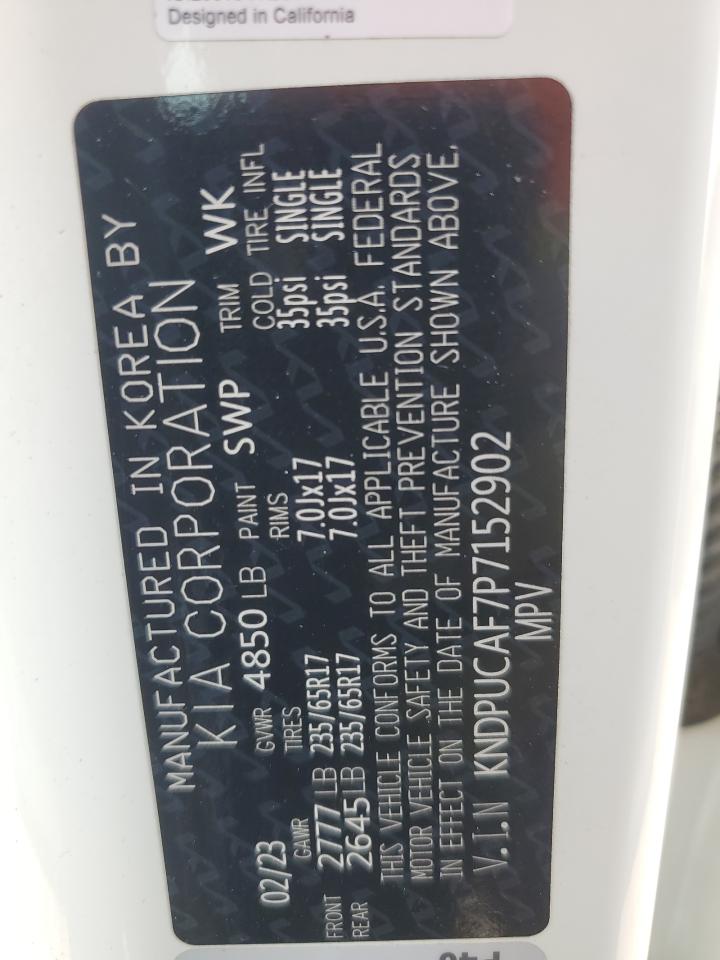 Designed in California
MANUFACTURED IN KOREA BY
KIA CORPORATION
02/23 GVWR 4850 LB PAINT SWP TRIM WK
GAWR TIRES RIMS COLD TIRE INFL
FRONT 2777 LB 235/65R17 7.0Jx17 35psi SINGLE
REAR 2645 LB 235/65R17 7.0Jx17 35psi SINGLE
THIS VEHICLE CONFORMS TO ALL APPLICABLE U.S.A. FEDERAL
MOTOR VEHICLE SAFETY AND THEFT PREVENTION STANDARDS
IN EFFECT ON THE DATE OF MANUFACTURE SHOWN ABOVE.
V.I.N KNDPUCAF7P7152902
MPV